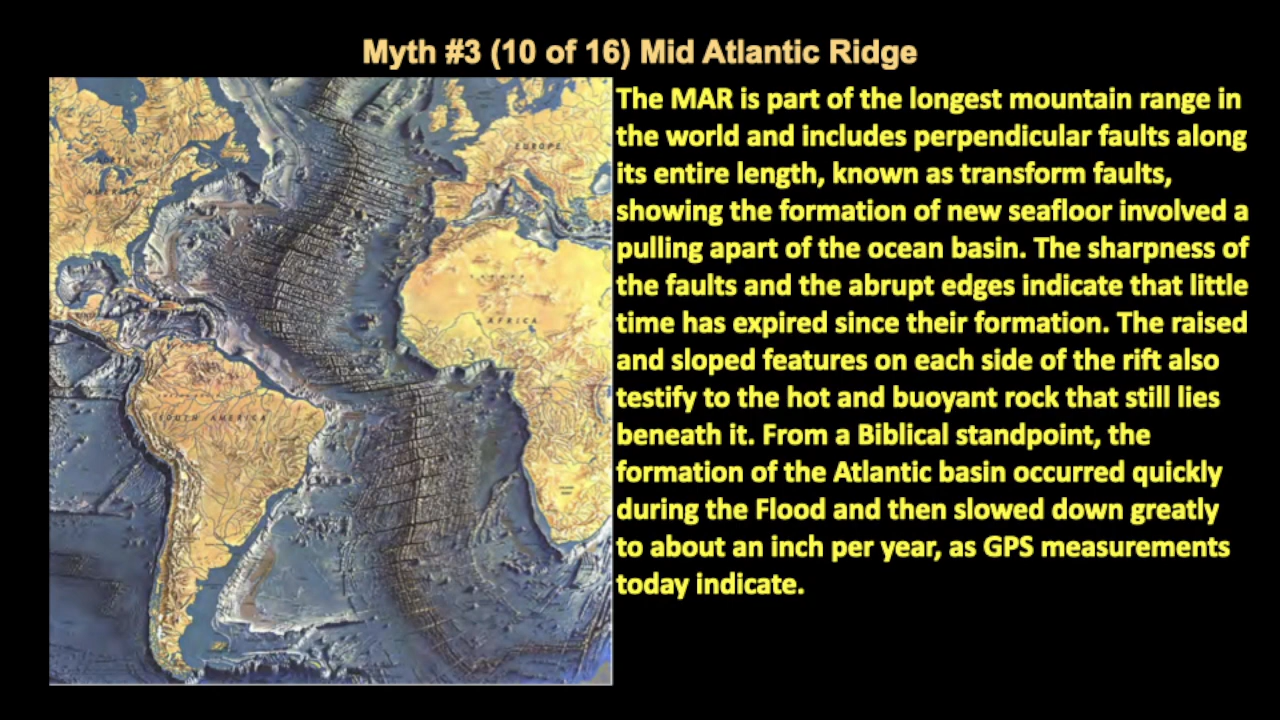 Myth #3 (10 of 16) Mid Atlantic Ridge
The MAR is part of the longest mountain range in
the world and includes perpendicular faults along
its entire length, known as transform faults,
showing the formation of new seafloor involved a
pulling apart of the ocean basin. The sharpness of
the faults and the abrupt edges indicate that little
time has expired since their formation. The raised
and sloped features on each side of the rift also
testify to the hot and buoyant rock that still lies
beneath it. From a Biblical standpoint, the
formation of the Atlantic basin occurred quickly
during the Flood and then slowed down greatly
to about an inch per year, as GPS measurements
today indicate.
EUROPE
AFRICA
SOUTH AMERICA